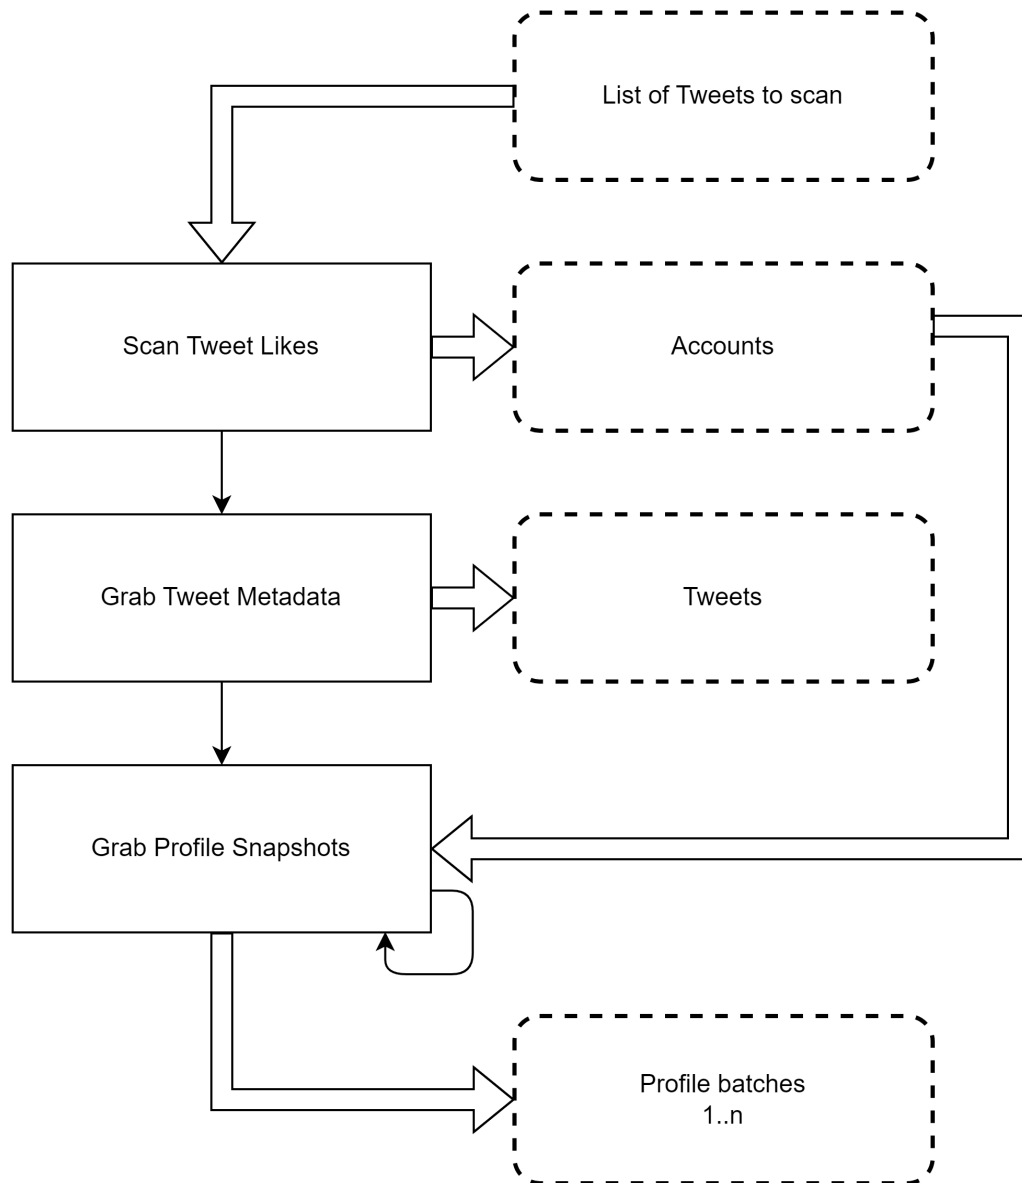 List of Tweets to scan
Scan Tweet Likes
Accounts
Grab Tweet Metadata
Tweets
Grab Profile Snapshots
Profile batches
1..n